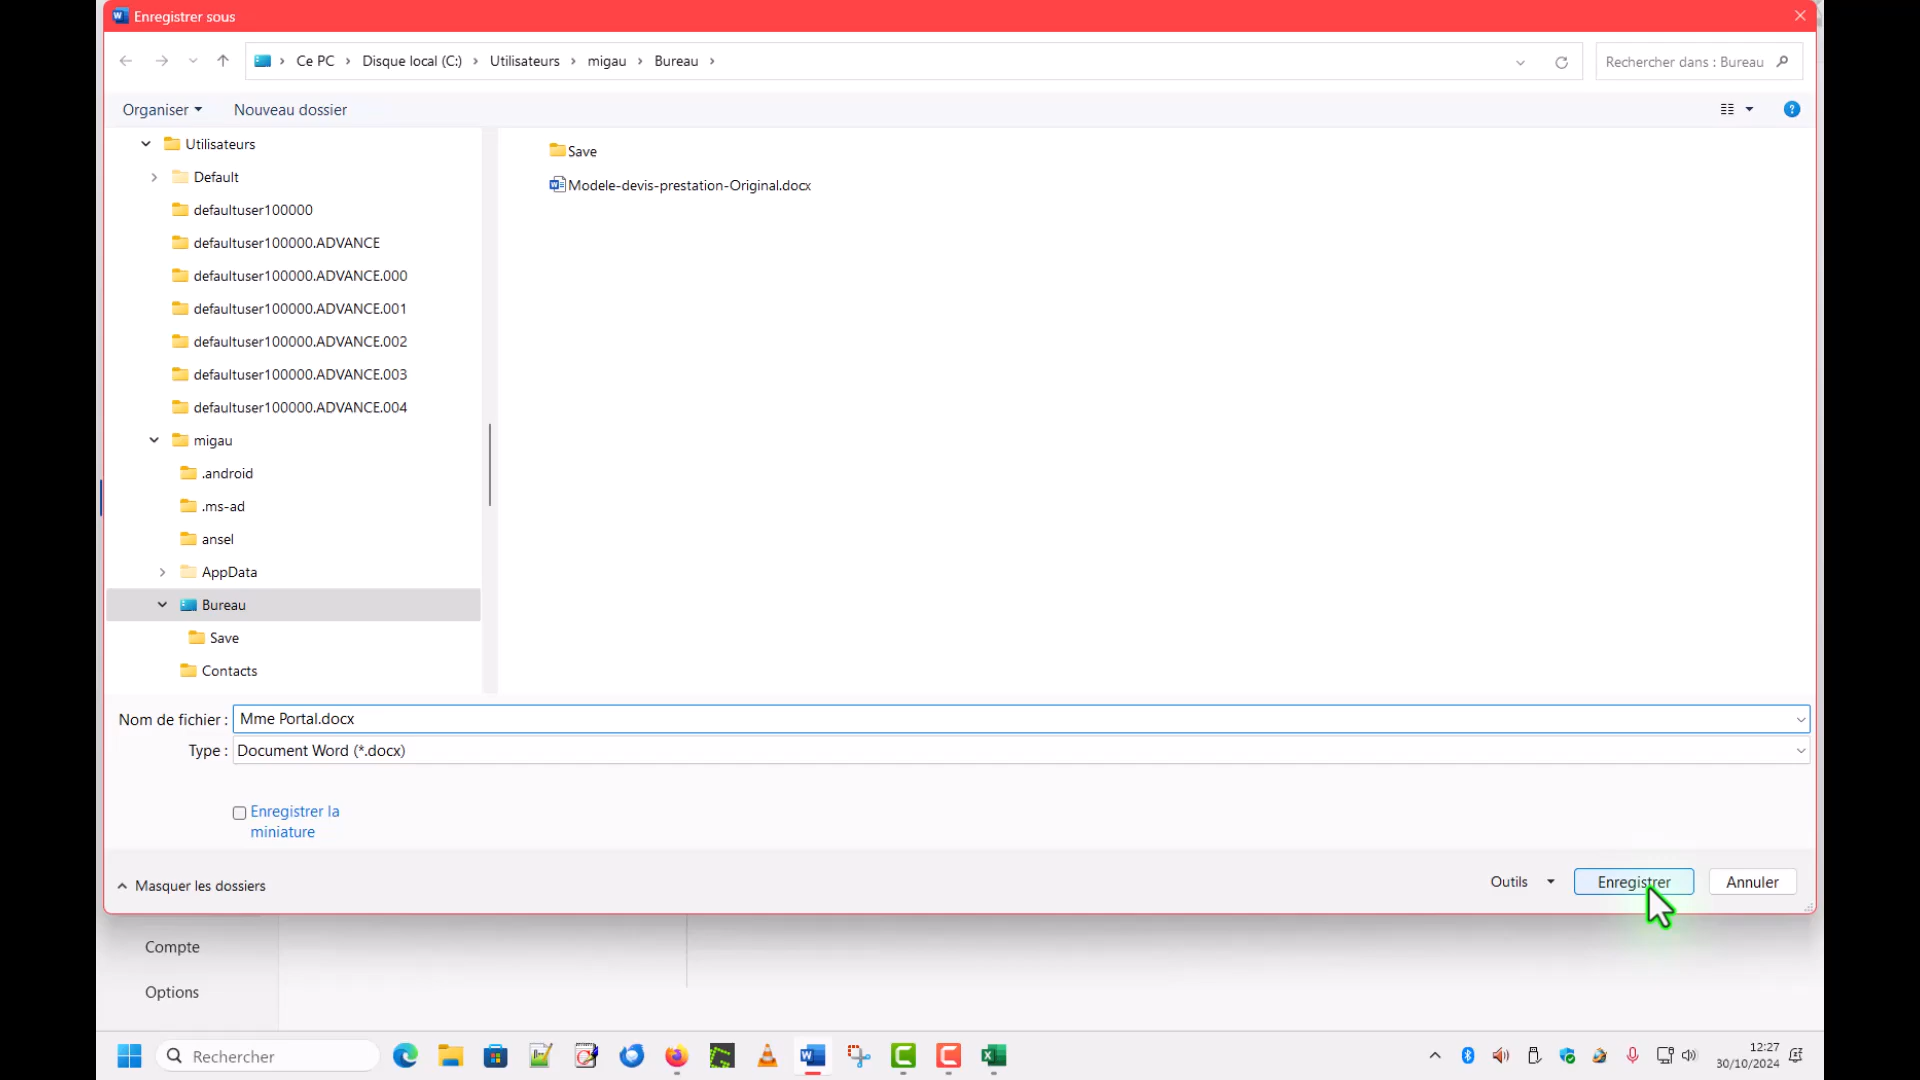 Enregistrer sous
Ce PC > Disque local (C:) > Utilisateurs > migau > Bureau >
Rechercher dans : Bureau
Organiser
Nouveau dossier
Utilisateurs
Default
defaultuser100000
defaultuser100000.ADVANCE
defaultuser100000.ADVANCE.000
defaultuser100000.ADVANCE.001
defaultuser100000.ADVANCE.002
defaultuser100000.ADVANCE.003
defaultuser100000.ADVANCE.004
migau
.android
.ms-ad
ansel
AppData
Bureau
Save
Contacts
Save
Modele-devis-prestation-Original.docx
Nom de fichier : Mme Portal.docx
Type : Document Word (*.docx)
Enregistrer la
miniature
Masquer les dossiers
Outils
Enregistrer
Annuler
Compte
Options
Rechercher
12:27
30/10/2024